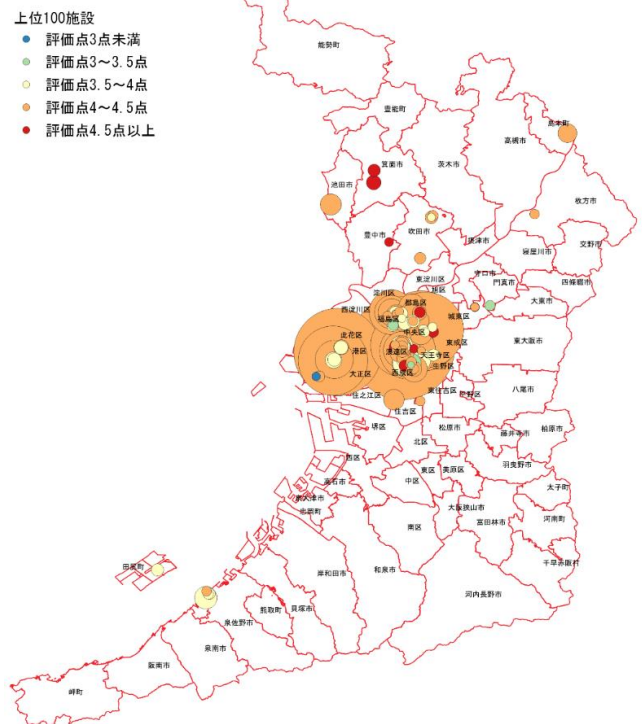 上位100施設
評価点3点未満
評価点3～3.5点
評価点3.5～4点
評価点4～4.5点
評価点4.5点以上
能勢町
豊能町
島本町
高槻市
箕面市
茨木市
池田市
枚方市
豊中市
吹田市
摂津市
寝屋川市
交野市
東淀川区
守口市
門真市
四條畷市
淀川区
旭区
大東市
西淀川区
都島区
福島区
城東区
此花区
中央区
東成区
東大阪市
港区
浪速区
天王寺区
生野区
大正区
西成区
住之江区
東住吉区
平野区
八尾市
住吉区
堺区
松原市
藤井寺市
柏原市
北区
西区
東区
美原区
羽曳野市
高石市
中区
太子町
泉大津市
大阪狭山市
忠岡町
南区
富田林市
河南町
千早赤阪村
田尻町
岸和田市
和泉市
河内長野市
熊取町
貝塚市
泉佐野市
泉南市
阪南市
岬町